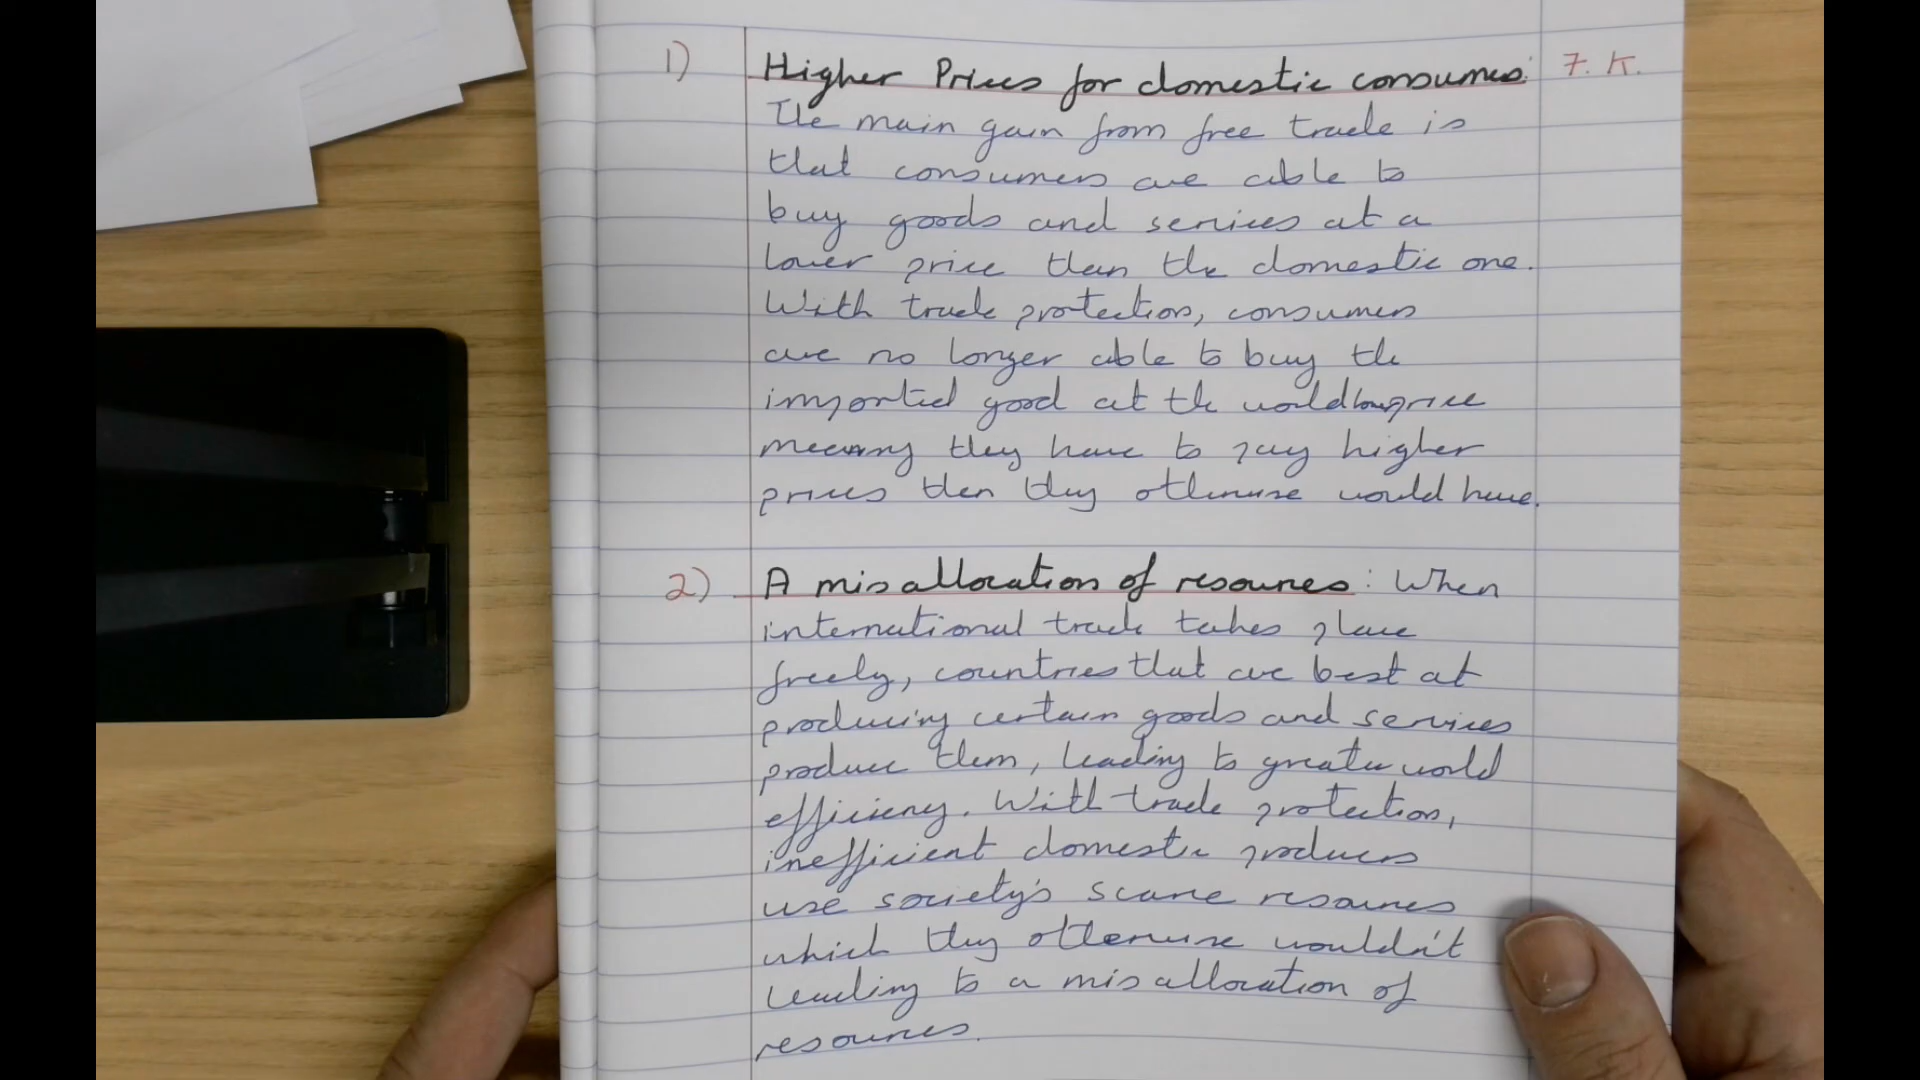 1) Higher Prices for domestic consumers: F.K.
The main gain from free trade is
that consumers are able to
buy goods and services at a
lower price than the domestic one.
With trade protection, consumers
are no longer able to buy the
imported good at the world low price
meaning they have to pay higher
prices then they otherwise would have.
2) A misallocation of resources: When
international trade takes place
freely, countries that are best at
producing certain goods and services
produce them, leading to greater world
efficiency. With trade protection,
inefficient domestic producers
use society's scarce resources
which they otherwise wouldn't
leading to a misallocation of
resources.